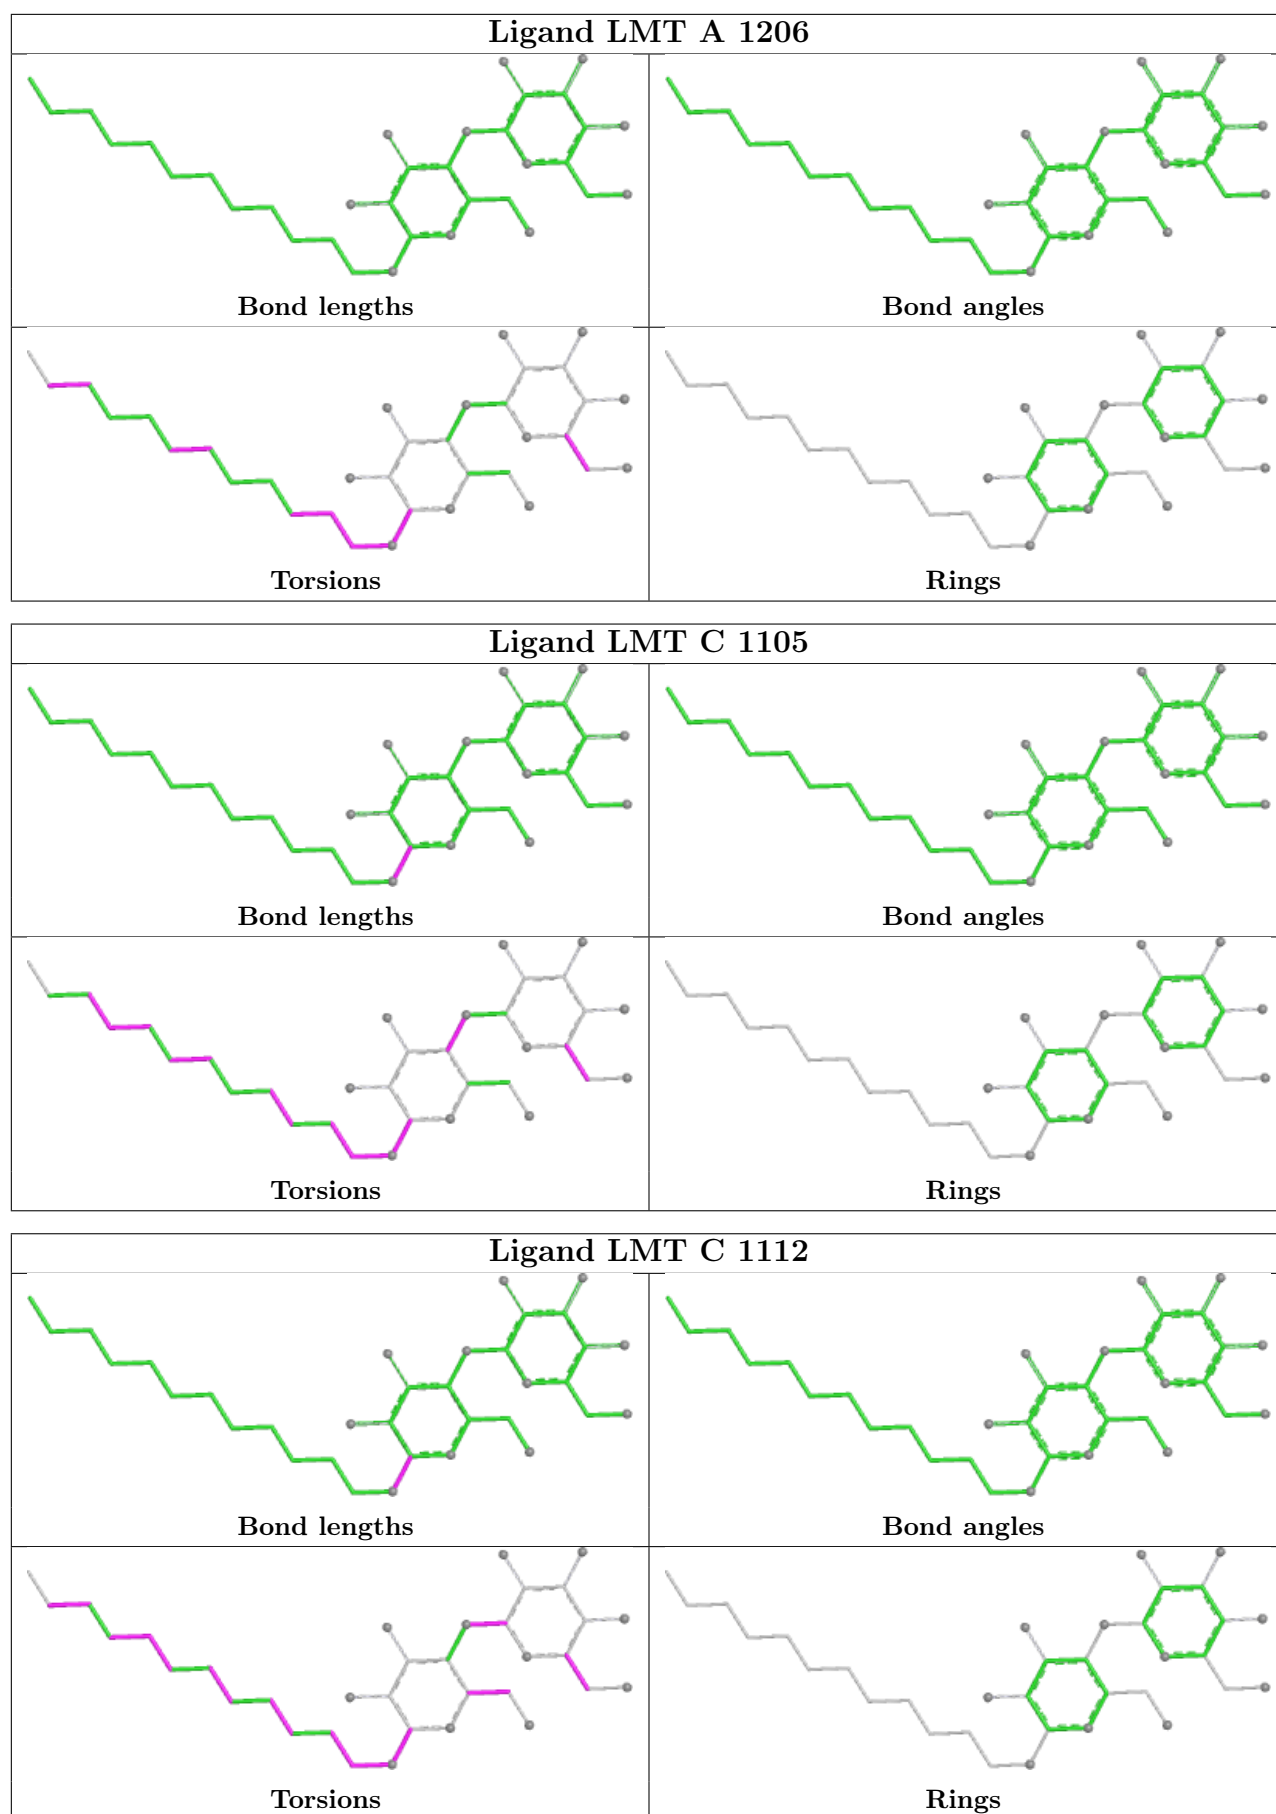 Ligand LMT A 1206
Bond lengths
Bond angles
Torsions
Rings
Ligand LMT C 1105
Bond lengths
Bond angles
Torsions
Rings
Ligand LMT C 1112
Bond lengths
Bond angles
Torsions
Rings